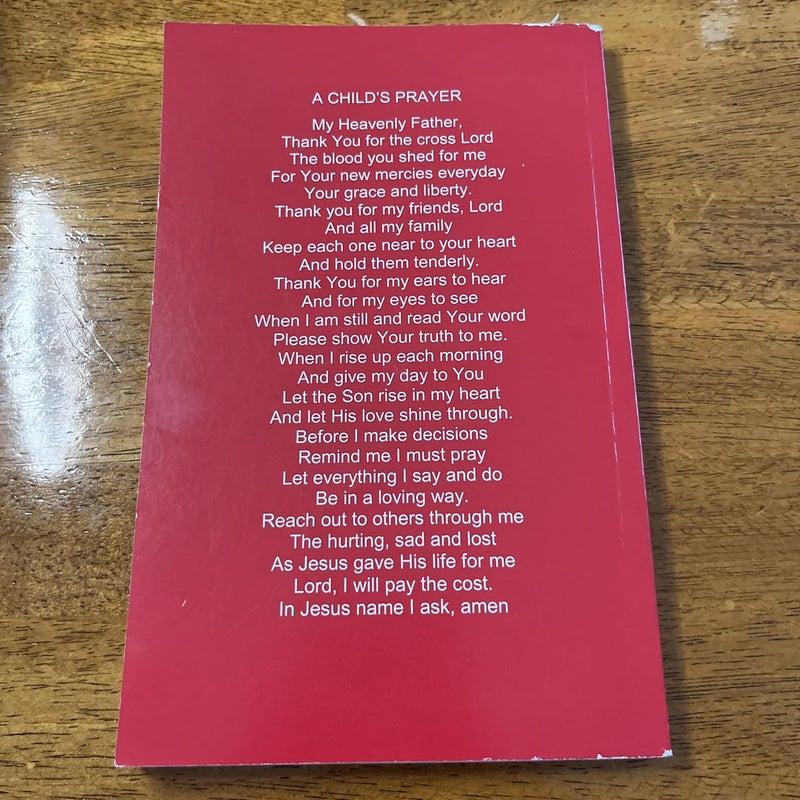 A CHILD'S PRAYER
My Heavenly Father,
Thank You for the cross Lord
The blood you shed for me
For Your new mercies everyday
Your grace and liberty.
Thank you for my friends, Lord
And all my family
Keep each one near to your heart
And hold them tenderly.
Thank You for my ears to hear
And for my eyes to see
When I am still and read Your word
Please show Your truth to me.
When I rise up each morning
And give my day to You
Let the Son rise in my heart
And let His love shine through.
Before I make decisions
Remind me I must pray
Let everything I say and do
Be in a loving way.
Reach out to others through me
The hurting, sad and lost
As Jesus gave His life for me
Lord, I will pay the cost.
In Jesus name I ask, amen